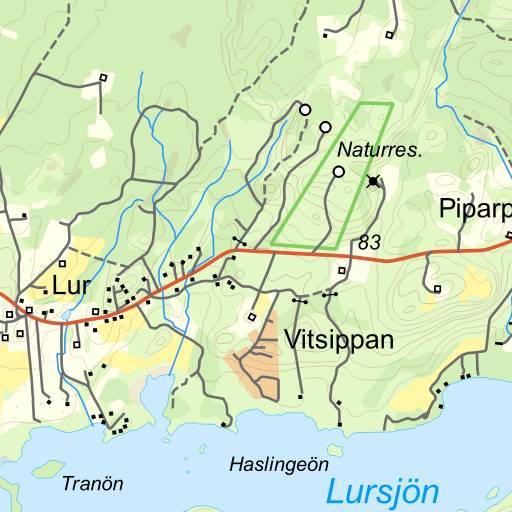 Naturres.
Piparp
83
Lur
Vitsippan
Haslingeön
Tranön
Lursjön